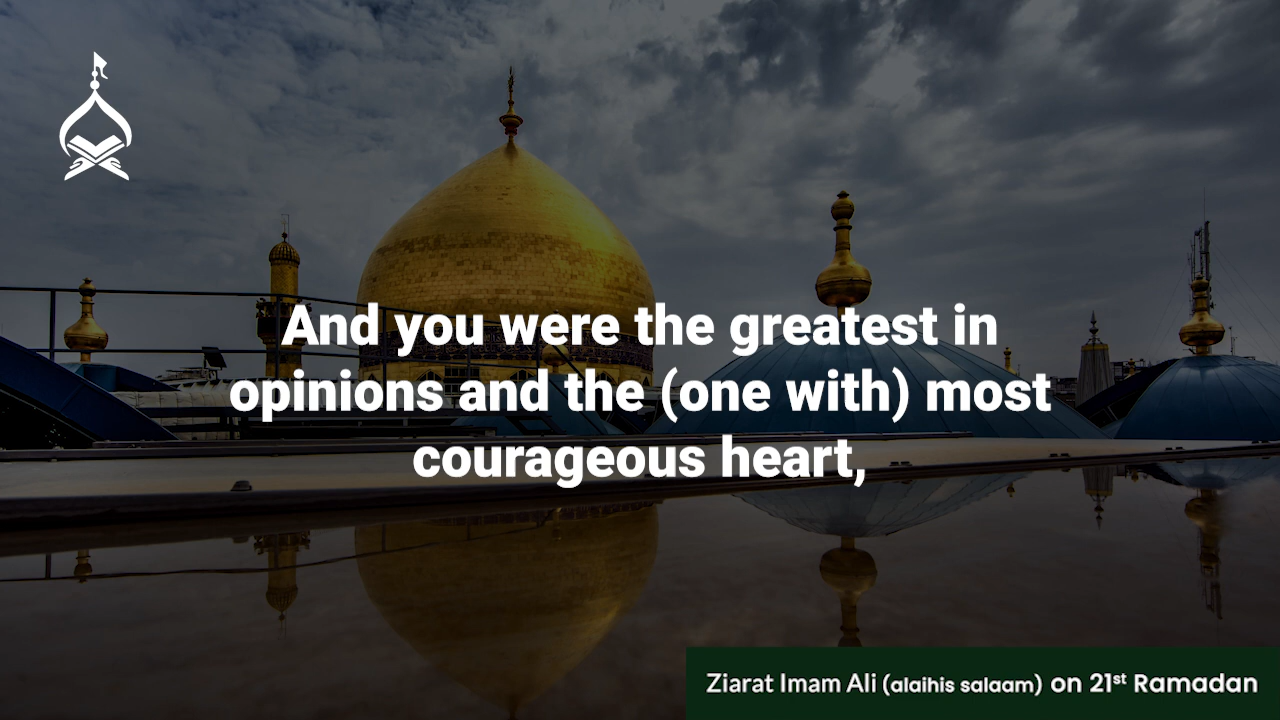 And you were the greatest in
opinions and the (one with) most
courageous heart,
Ziarat Imam Ali (alaihis salaam) on 21st Ramadan